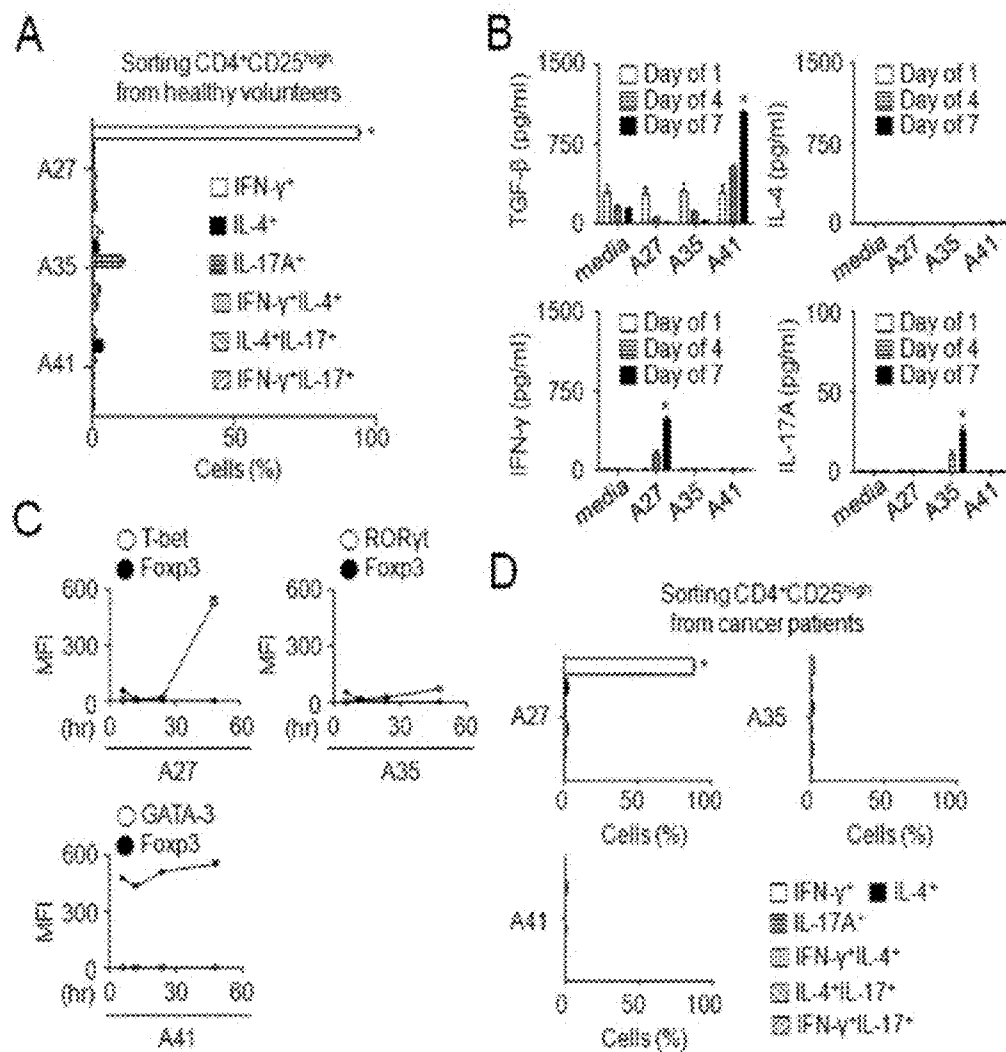 A
Sorting CD4⁺CD25ʰⁱᵍʰ
from healthy volunteers
A27
A35
A41
IFN-γ⁺
IL-4⁺
IL-17A⁺
IFN-γ⁺IL-4⁺
IL-4⁺IL-17⁺
IFN-γ⁺IL-17⁺
*
0 50 100
Cells (%)
B
TGF-β (pg/ml)
1500
750
0
Day of 1
Day of 4
Day of 7
*
media A27 A35 A41
IL-4 (pg/ml)
1500
750
0
Day of 1
Day of 4
Day of 7
media A27 A35 A41
IFN-γ (pg/ml)
1500
750
0
Day of 1
Day of 4
Day of 7
*
media A27 A35 A41
IL-17A (pg/ml)
100
50
0
Day of 1
Day of 4
Day of 7
*
media A27 A35 A41
C
T-bet
Foxp3
MFI
600
300
0
(hr) 0 30 60
A27
RORγt
Foxp3
MFI
600
300
0
(hr) 0 30 60
A35
GATA-3
Foxp3
MFI
600
300
0
(hr) 0 30 60
A41
D
Sorting CD4⁺CD25ʰⁱᵍʰ
from cancer patients
A27
*
0 50 100
Cells (%)
A35
0 50 100
Cells (%)
A41
0 50 100
Cells (%)
IFN-γ⁺ IL-4⁺
IL-17A⁺
IFN-γ⁺IL-4⁺
IL-4⁺IL-17⁺
IFN-γ⁺IL-17⁺